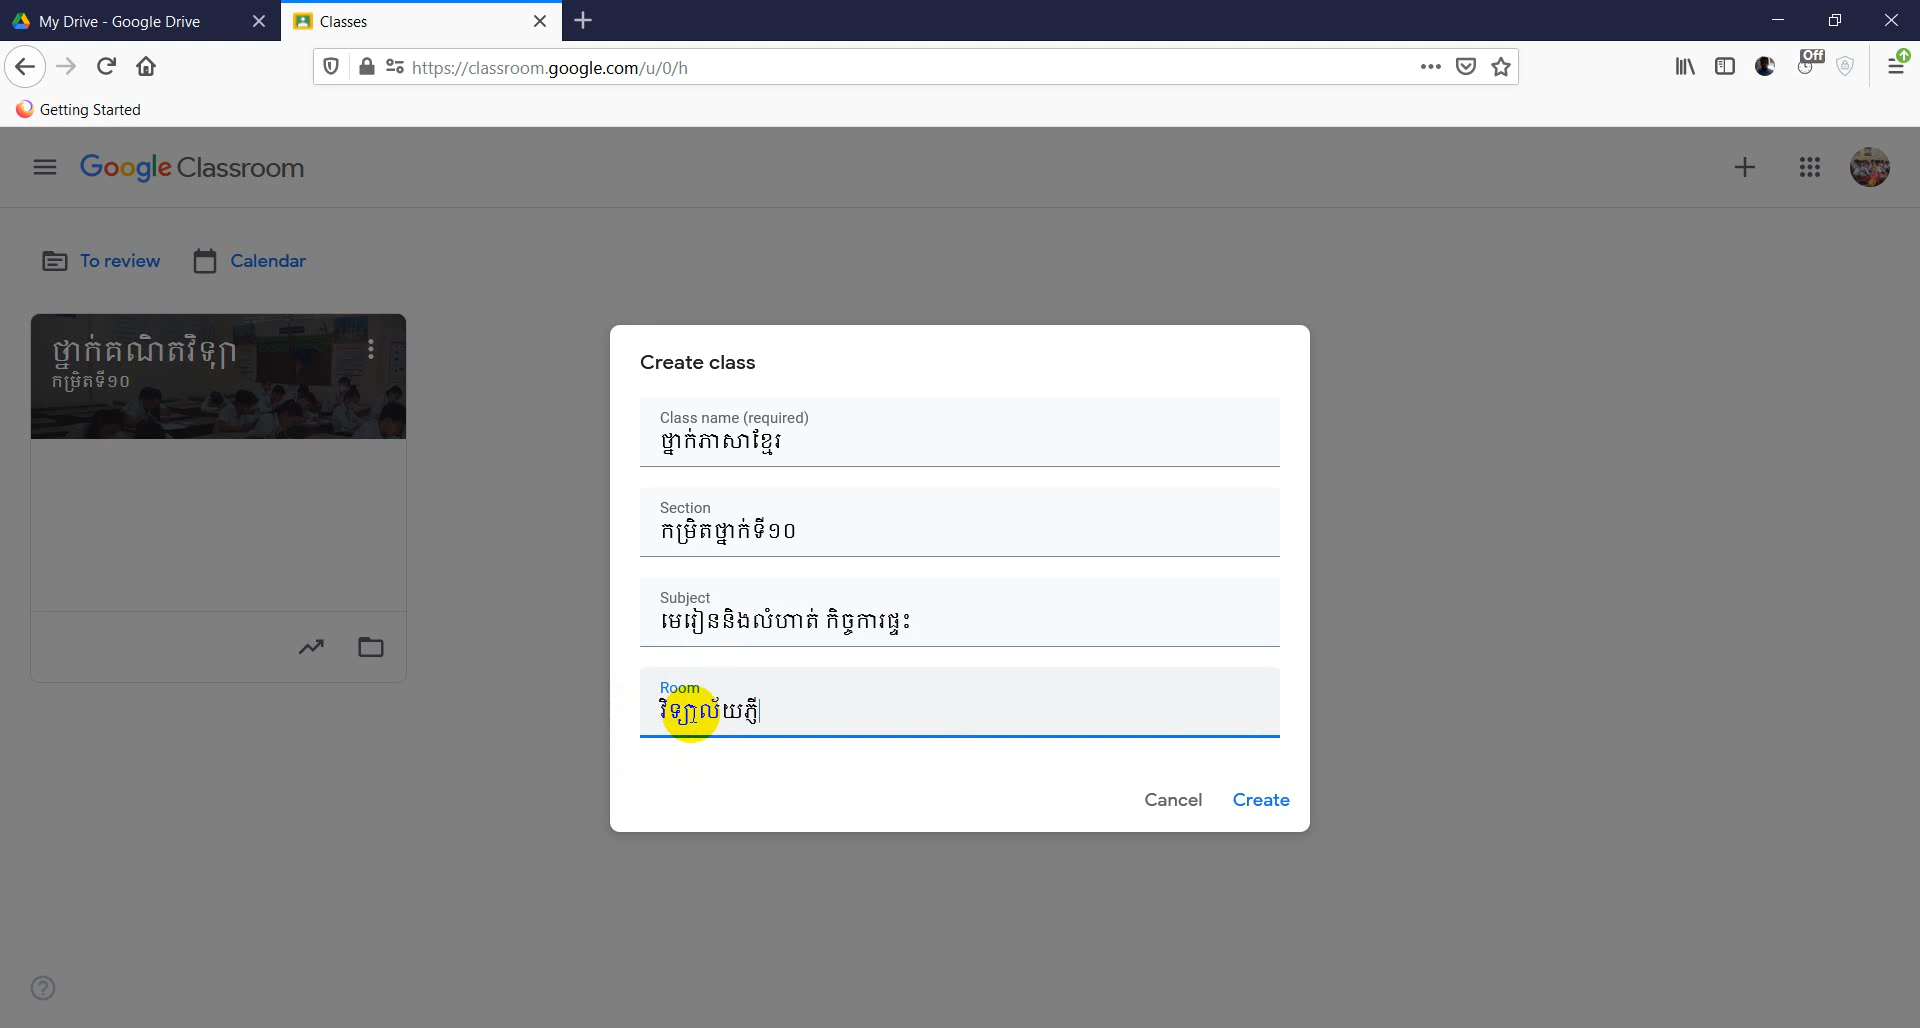 My Drive - Google Drive
Classes
https://classroom.google.com/u/0/h
Off
Getting Started
Google Classroom
To review
Calendar
ថ្នាក់គណិតវិទ្យា
កម្រិតទី១០
Create class
Class name (required)
ថ្នាក់ភាសាខ្មែរ
Section
កម្រិតថ្នាក់ទី១០
Subject
មេរៀននិងលំហាត់ កិច្ចការផ្ទះ
Room
វិទ្យាល័យភ្ញី
Cancel
Create